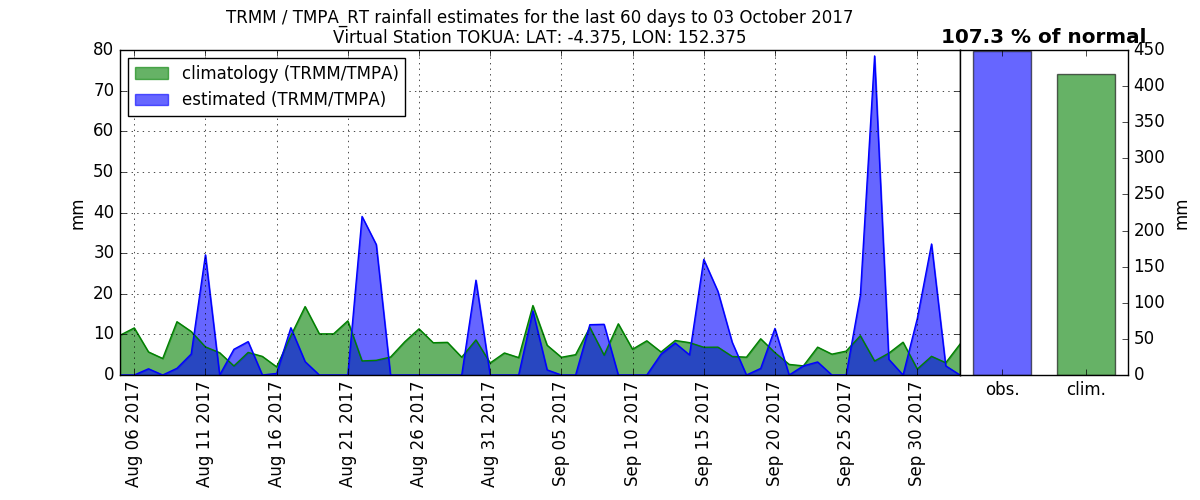 TRMM / TMPA_RT rainfall estimates for the last 60 days to 03 October 2017
Virtual Station TOKUA: LAT: -4.375, LON: 152.375
107.3 % of normal
climatology (TRMM/TMPA)
estimated (TRMM/TMPA)
mm
80
70
60
50
40
30
20
10
0
Aug 06 2017
Aug 11 2017
Aug 16 2017
Aug 21 2017
Aug 26 2017
Aug 31 2017
Sep 05 2017
Sep 10 2017
Sep 15 2017
Sep 20 2017
Sep 25 2017
Sep 30 2017
obs.
clim.
450
400
350
300
250
200
150
100
50
0
mm